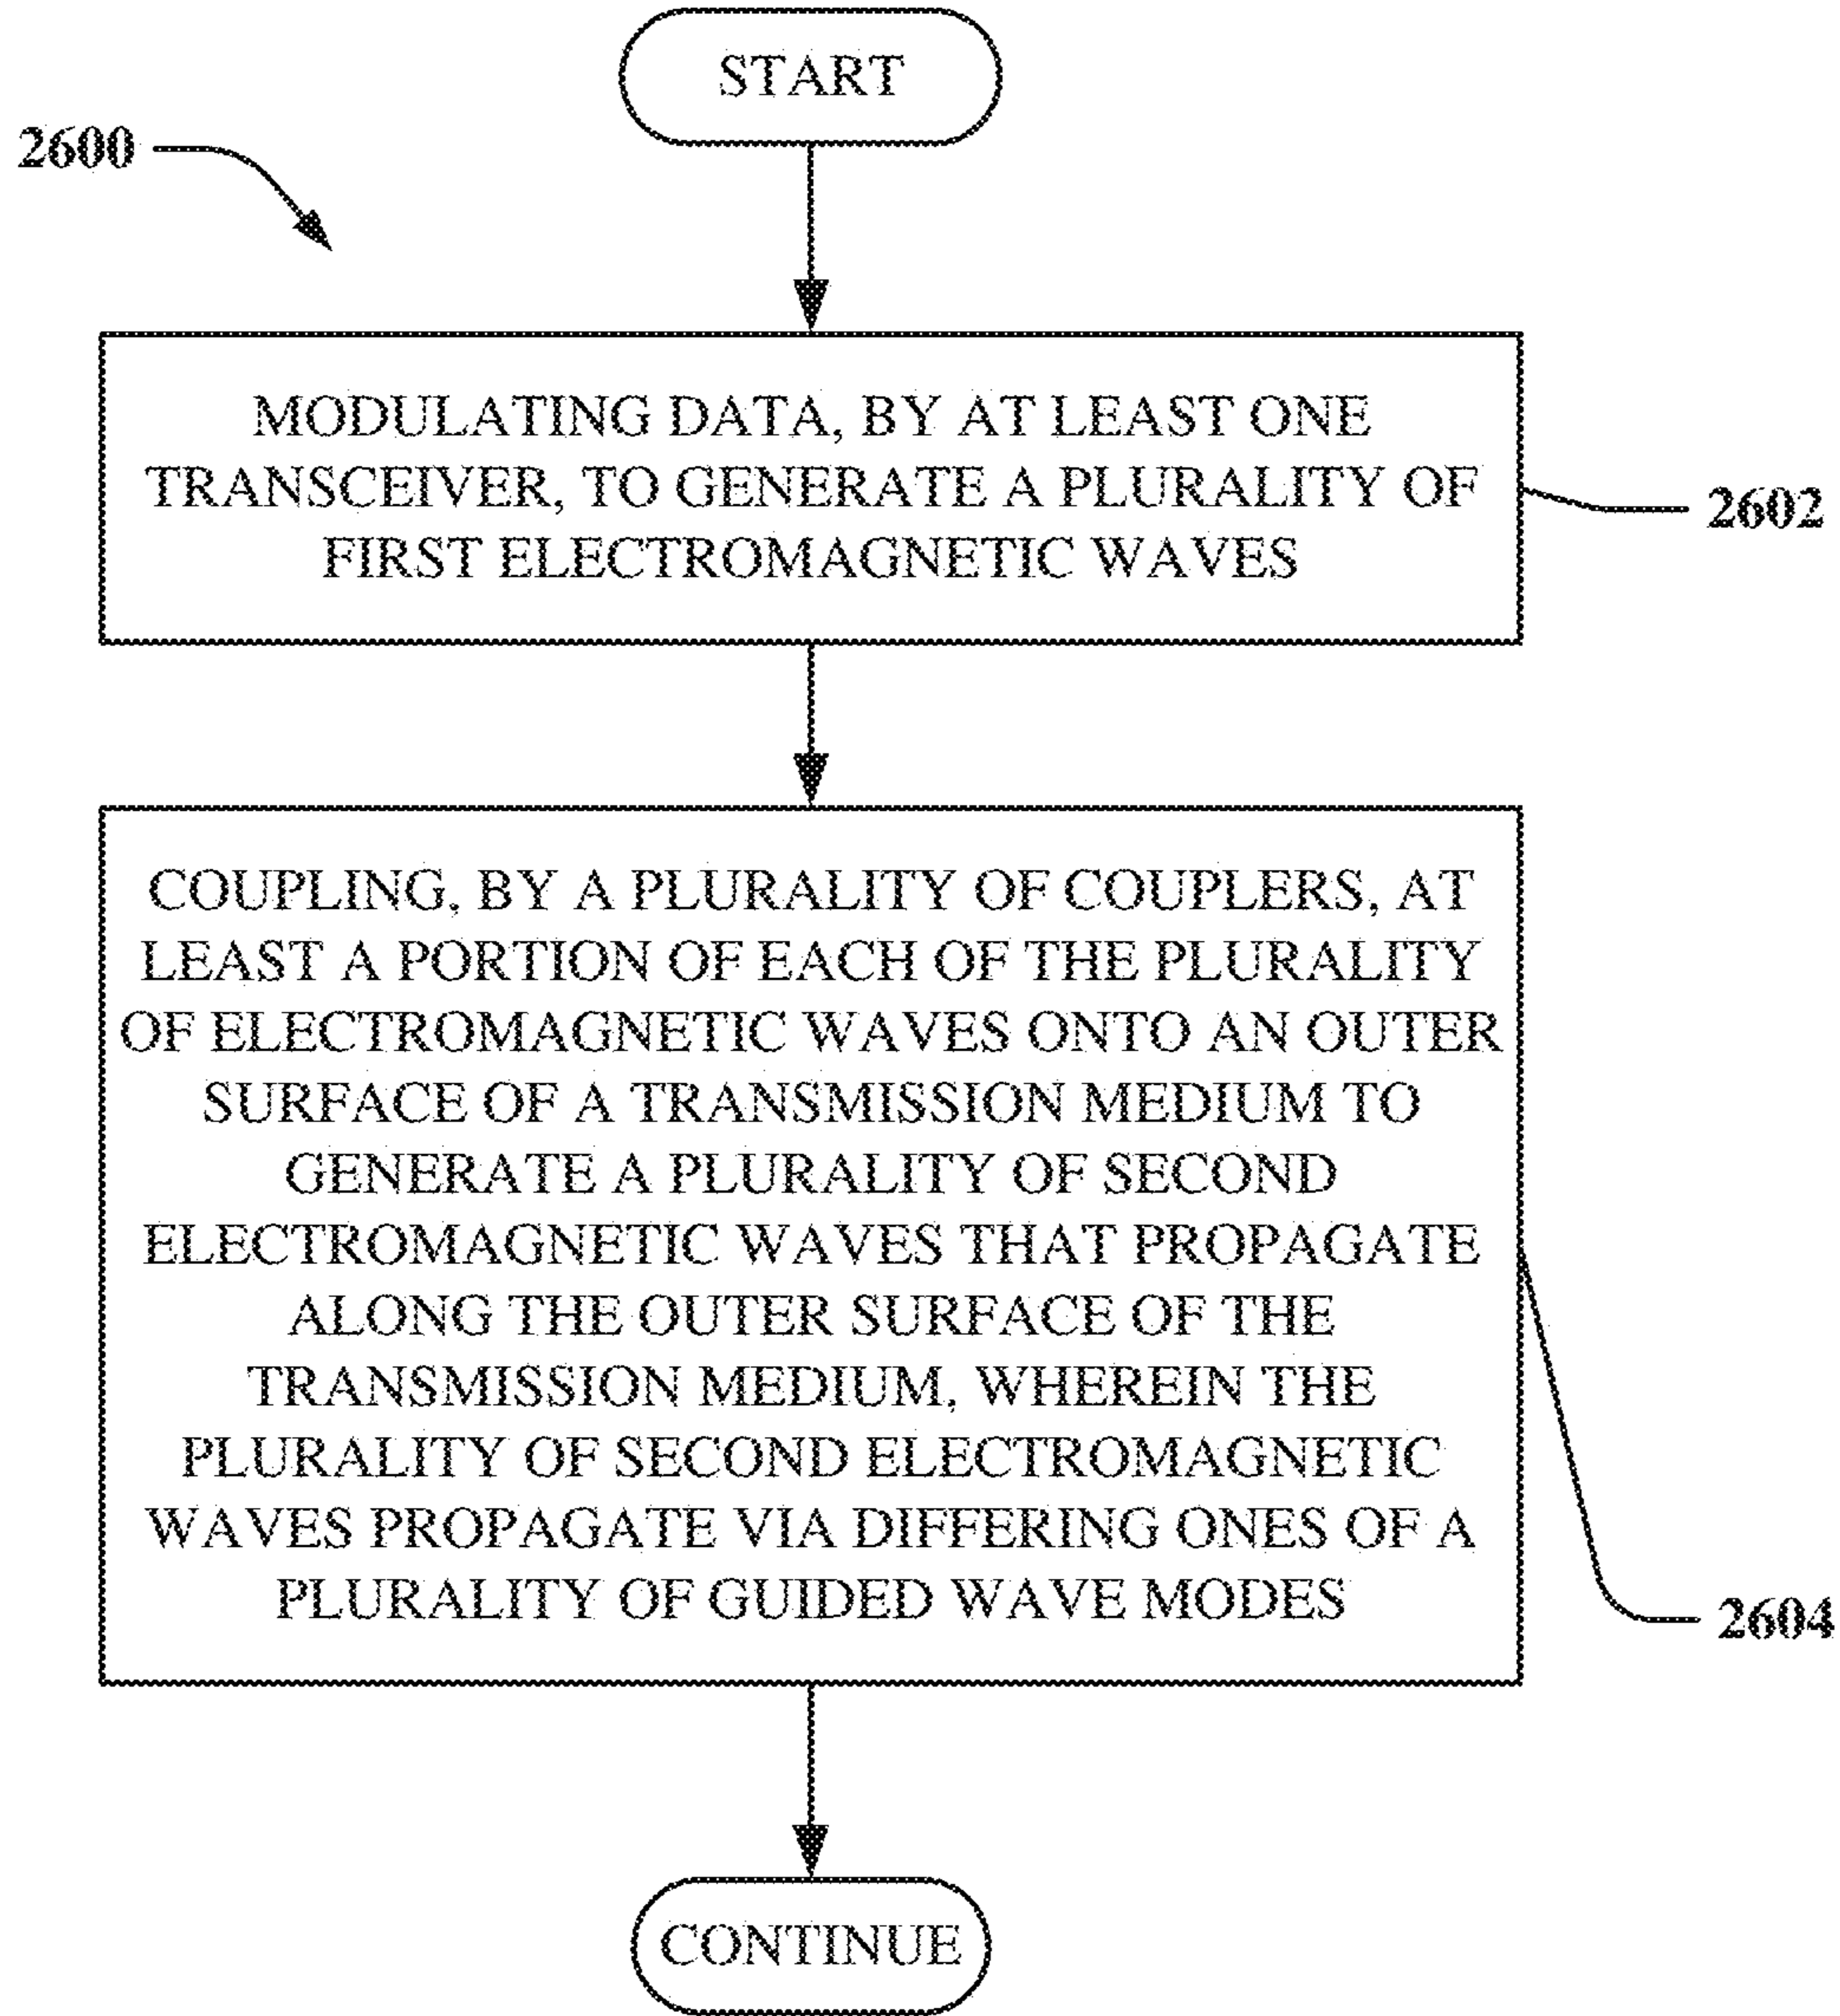 START
2600
MODULATING DATA, BY AT LEAST ONE
TRANSCEIVER, TO GENERATE A PLURALITY OF
FIRST ELECTROMAGNETIC WAVES
2602
COUPLING, BY A PLURALITY OF COUPLERS, AT
LEAST A PORTION OF EACH OF THE PLURALITY
OF ELECTROMAGNETIC WAVES ONTO AN OUTER
SURFACE OF A TRANSMISSION MEDIUM TO
GENERATE A PLURALITY OF SECOND
ELECTROMAGNETIC WAVES THAT PROPAGATE
ALONG THE OUTER SURFACE OF THE
TRANSMISSION MEDIUM, WHEREIN THE
PLURALITY OF SECOND ELECTROMAGNETIC
WAVES PROPAGATE VIA DIFFERING ONES OF A
PLURALITY OF GUIDED WAVE MODES
2604
CONTINUE